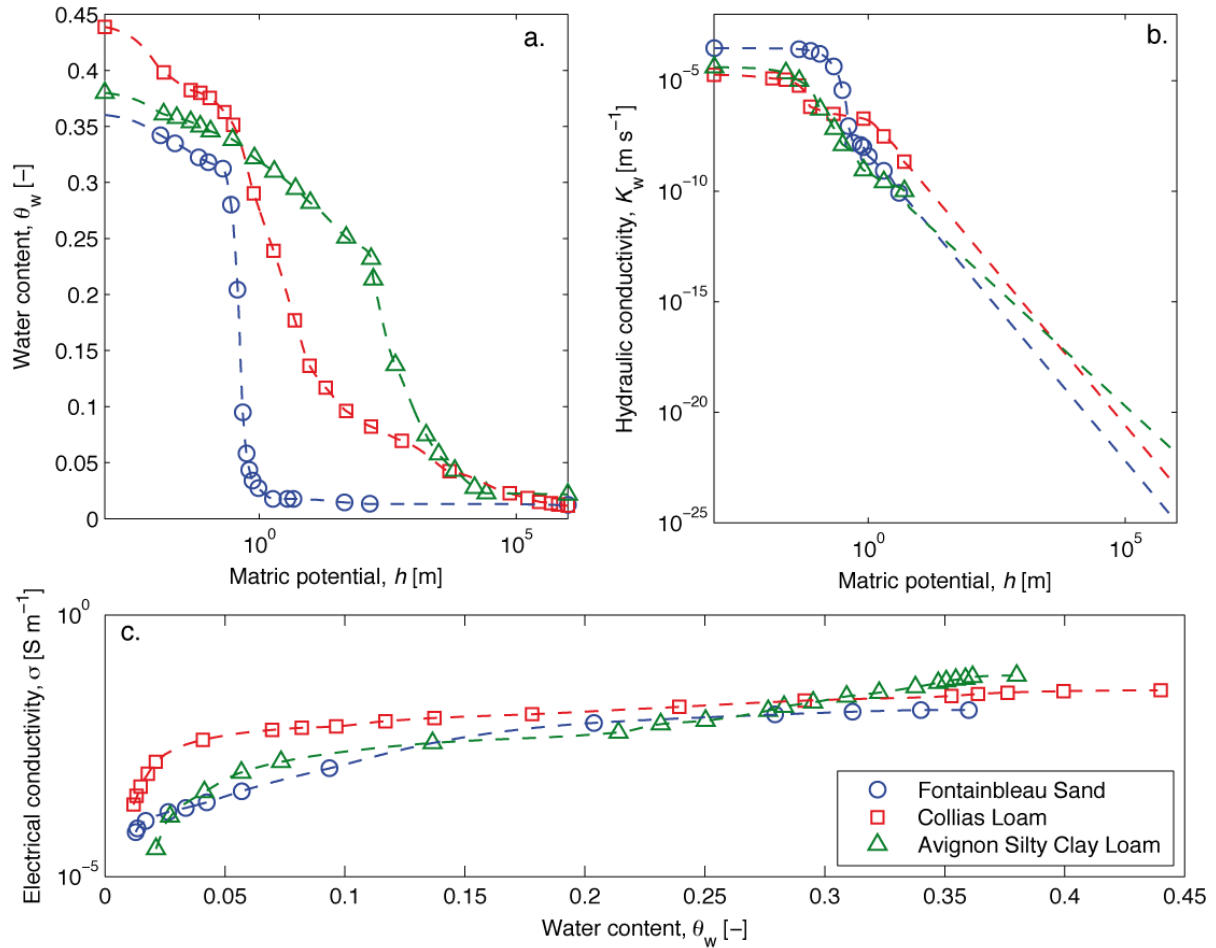 a.
0.45
0.4
0.35
0.3
0.25
0.2
0.15
0.1
0.05
0
Water content, θw [–]
10^0
10^5
Matric potential, h [m]
b.
10^−5
10^−10
10^−15
10^−20
10^−25
Hydraulic conductivity, Kw [m s^−1]
10^0
10^5
Matric potential, h [m]
c.
10^0
10^−5
Electrical conductivity, σ [S m^−1]
0
0.05
0.1
0.15
0.2
0.25
0.3
0.35
0.4
0.45
Water content, θw [–]
Fontainbleau Sand
Collias Loam
Avignon Silty Clay Loam